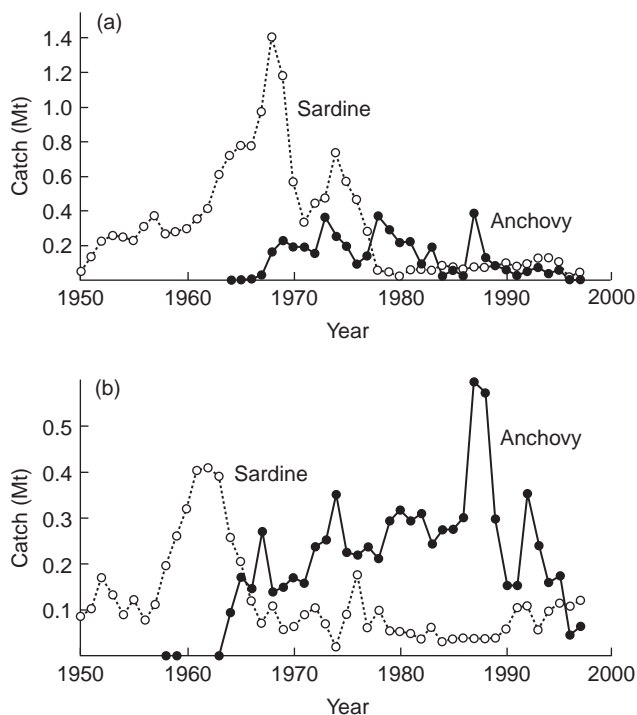 (a)
1.4
1.2
1.0
0.8
0.6
0.4
0.2
Catch (Mt)
Sardine
Anchovy
1950 1960 1970 1980 1990 2000
Year
(b)
0.5
0.4
0.3
0.2
0.1
Catch (Mt)
Anchovy
Sardine
1950 1960 1970 1980 1990 2000
Year